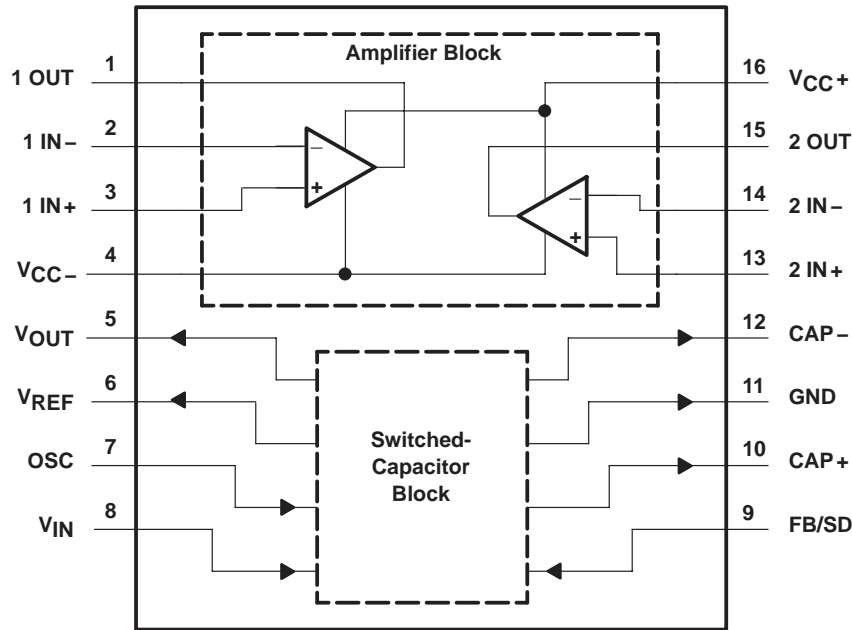 Amplifier Block
1 OUT 1
1 IN− 2
1 IN+ 3
VCC− 4
VOUT 5
VREF 6
OSC 7
VIN 8
− +
− +
16 VCC+
15 2 OUT
14 2 IN−
13 2 IN+
12 CAP−
11 GND
10 CAP+
9 FB/SD
Switched-
Capacitor
Block